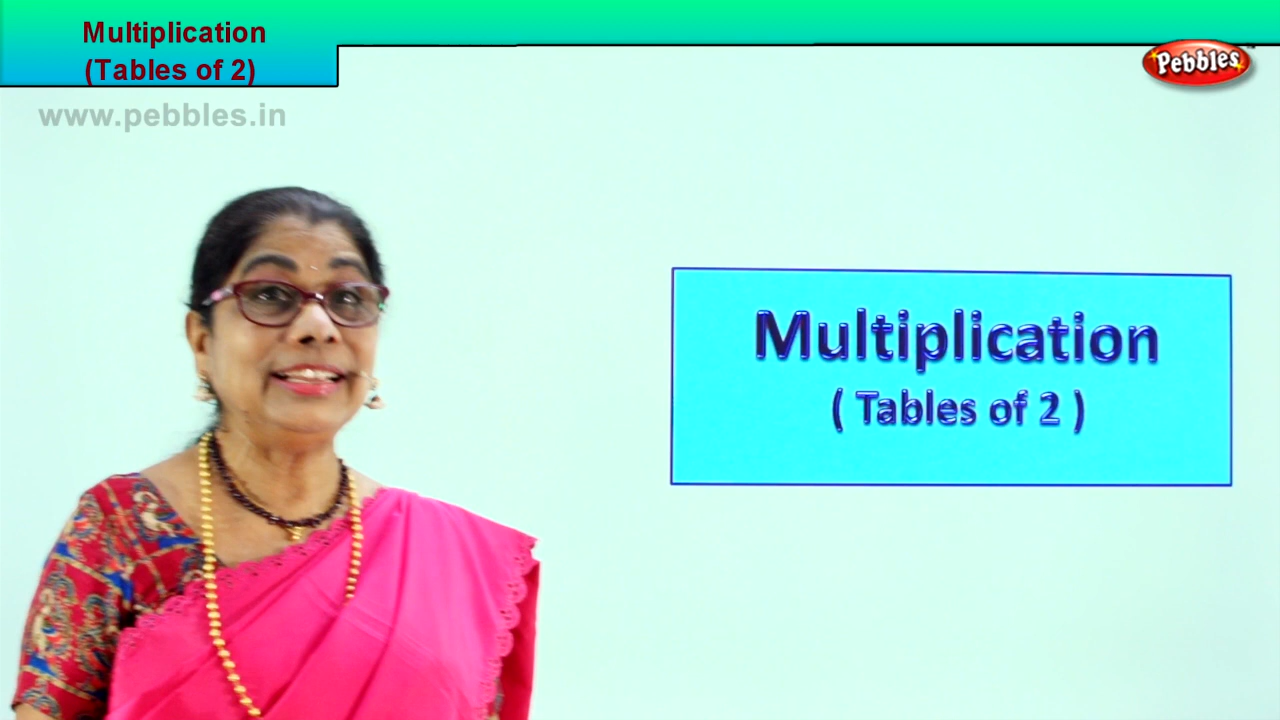 Multiplication
(Tables of 2)
Pebbles
www.pebbles.in
Multiplication
( Tables of 2 )